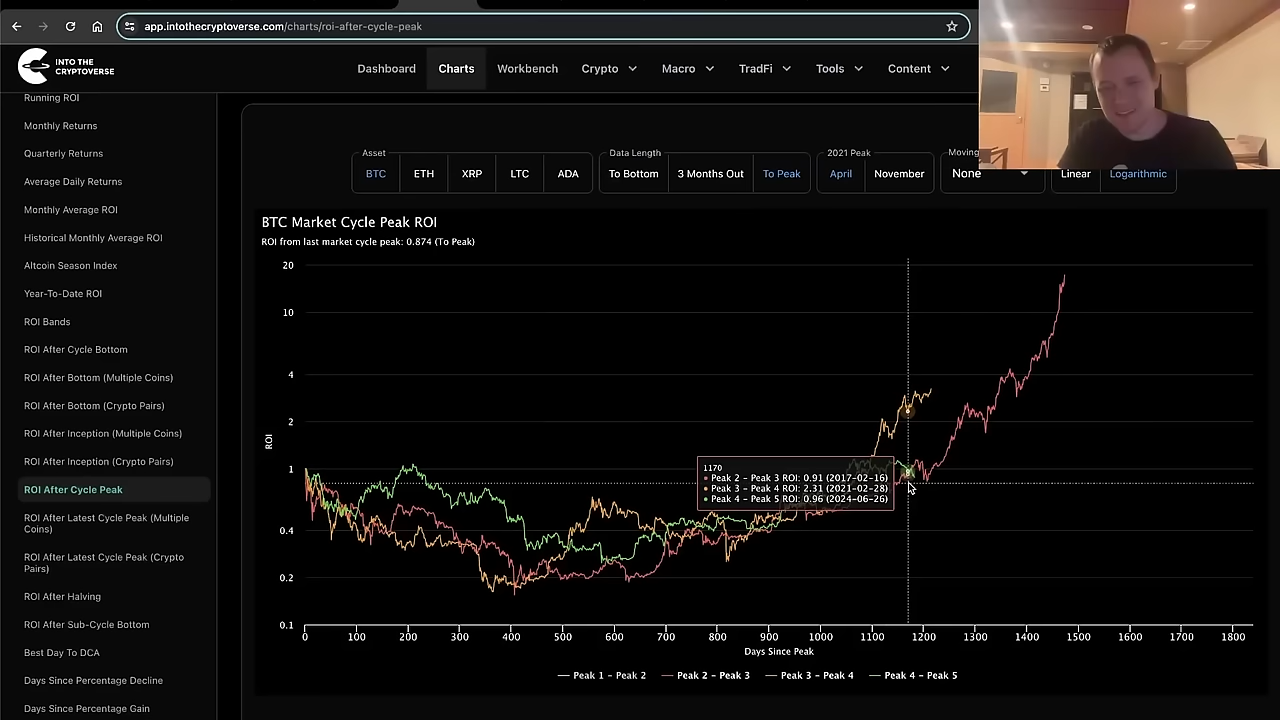 app.intothecryptoverse.com/charts/roi-after-cycle-peak
INTO THE
CRYPTOVERSE
Dashboard
Charts
Workbench
Crypto
Macro
TradFi
Tools
Content
Running ROI
Monthly Returns
Quarterly Returns
Average Daily Returns
Monthly Average ROI
Historical Monthly Average ROI
Altcoin Season Index
Year-To-Date ROI
ROI Bands
ROI After Cycle Bottom
ROI After Bottom (Multiple Coins)
ROI After Bottom (Crypto Pairs)
ROI After Inception (Multiple Coins)
ROI After Inception (Crypto Pairs)
ROI After Cycle Peak
ROI After Latest Cycle Peak (Multiple
Coins)
ROI After Latest Cycle Peak (Crypto
Pairs)
ROI After Halving
ROI After Sub-Cycle Bottom
Best Day To DCA
Days Since Percentage Decline
Days Since Percentage Gain
Asset
BTC
ETH
XRP
LTC
ADA
Data Length
To Bottom
3 Months Out
To Peak
2021 Peak
April
November
Moving
None
Linear
Logarithmic
BTC Market Cycle Peak ROI
ROI from last market cycle peak: 0.874 (To Peak)
ROI
20
10
4
2
1
0.4
0.2
0.1
1170
Peak 2 - Peak 3 ROI: 0.91 (2017-02-16)
Peak 3 - Peak 4 ROI: 2.31 (2021-02-28)
Peak 4 - Peak 5 ROI: 0.96 (2024-06-26)
0 100 200 300 400 500 600 700 800 900 1000 1100 1200 1300 1400 1500 1600 1700 1800
Days Since Peak
Peak 1 - Peak 2
Peak 2 - Peak 3
Peak 3 - Peak 4
Peak 4 - Peak 5